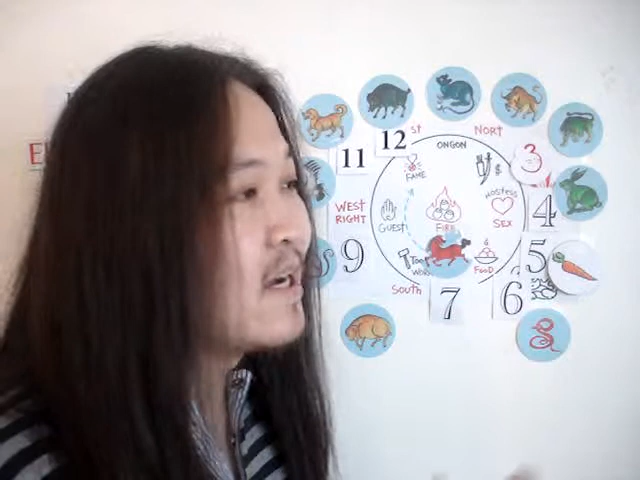 12
ST
NORT
ONGON
11
3
$
FAME
HOSTESS
WEST
RIGHT
4
GUEST
FIRE
SEX
9
5
FOOD
SOUTH
7
6